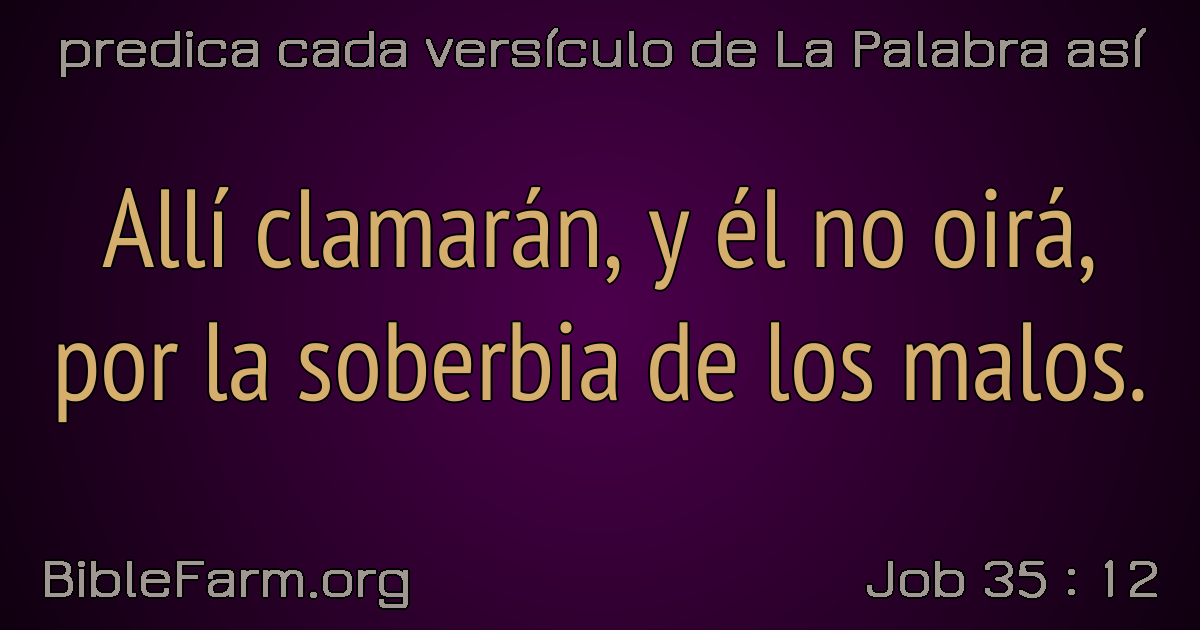 predica cada versículo de La Palabra así
Allí clamarán, y él no oirá,
por la soberbia de los malos.
BibleFarm.org
Job 35 : 12